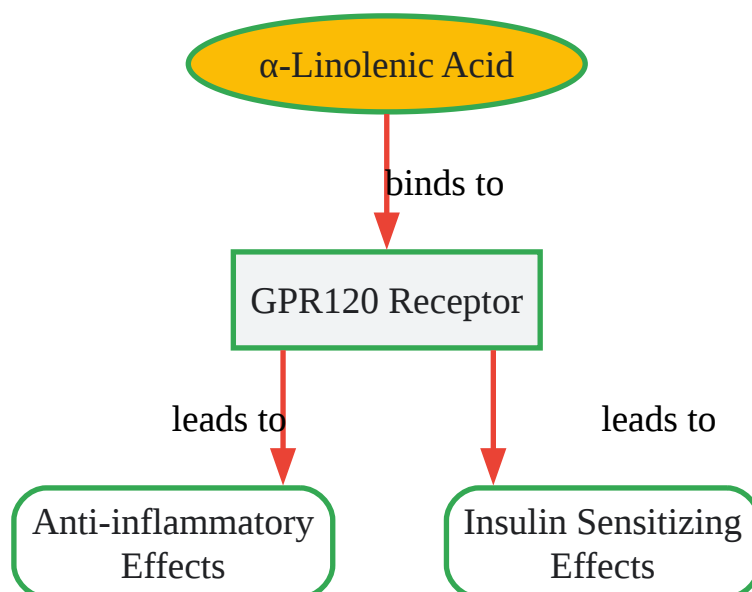 α-Linolenic Acid
binds to
GPR120 Receptor
leads to
leads to
Anti-inflammatory
Effects
Insulin Sensitizing
Effects